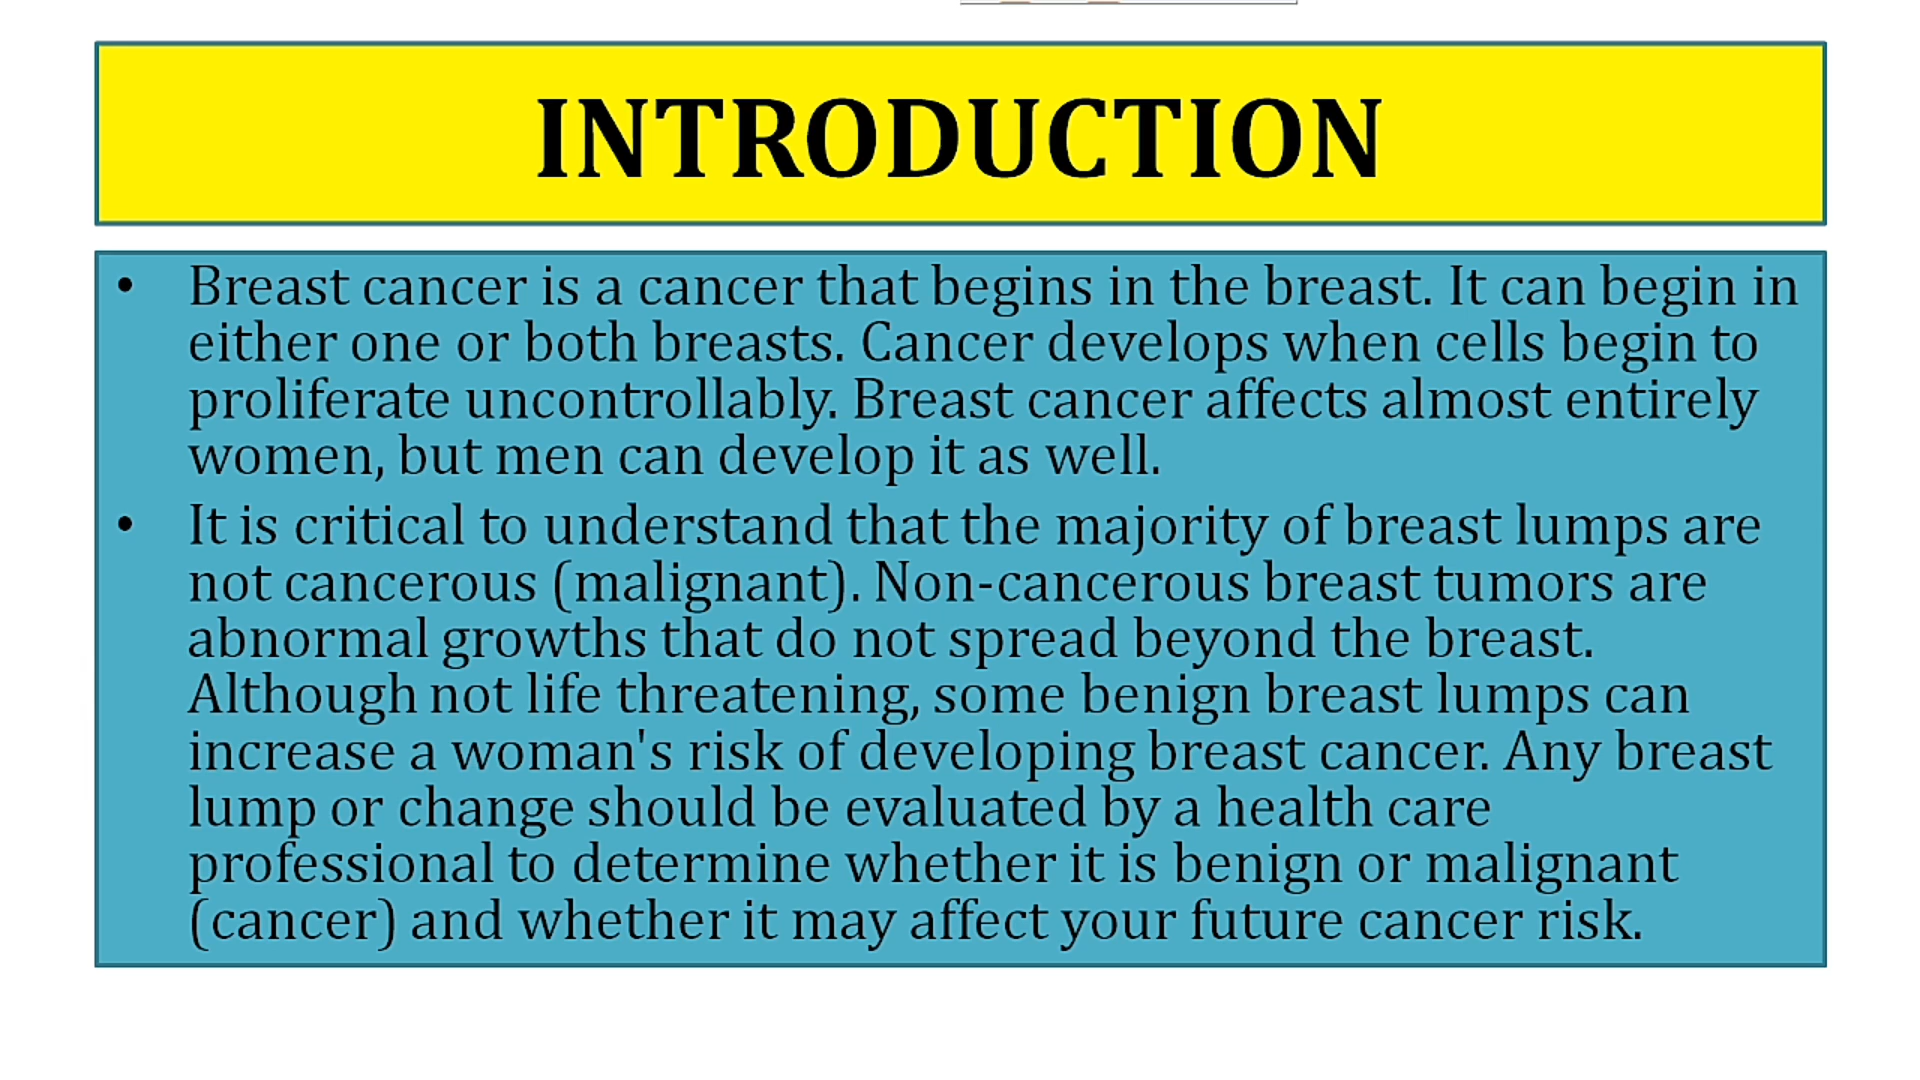 INTRODUCTION
• Breast cancer is a cancer that begins in the breast. It can begin in
either one or both breasts. Cancer develops when cells begin to
proliferate uncontrollably. Breast cancer affects almost entirely
women, but men can develop it as well.
• It is critical to understand that the majority of breast lumps are
not cancerous (malignant). Non-cancerous breast tumors are
abnormal growths that do not spread beyond the breast.
Although not life threatening, some benign breast lumps can
increase a woman's risk of developing breast cancer. Any breast
lump or change should be evaluated by a health care
professional to determine whether it is benign or malignant
(cancer) and whether it may affect your future cancer risk.